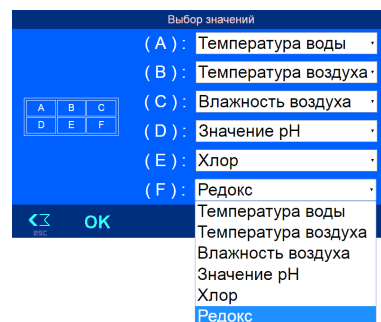 Выбор значений
( A ) : Температура воды
( B ) : Температура воздуха
( C ) : Влажность воздуха
( D ) : Значение pH
( E ) : Хлор
( F ) : Редокс
A B C
D E F
esc OK
Температура воды
Температура воздуха
Влажность воздуха
Значение pH
Хлор
Редокс